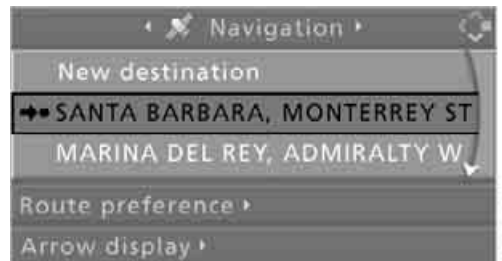 Navigation
New destination
SANTA BARBARA, MONTERREY ST
MARINA DEL REY, ADMIRALTY W
Route preference
Arrow display